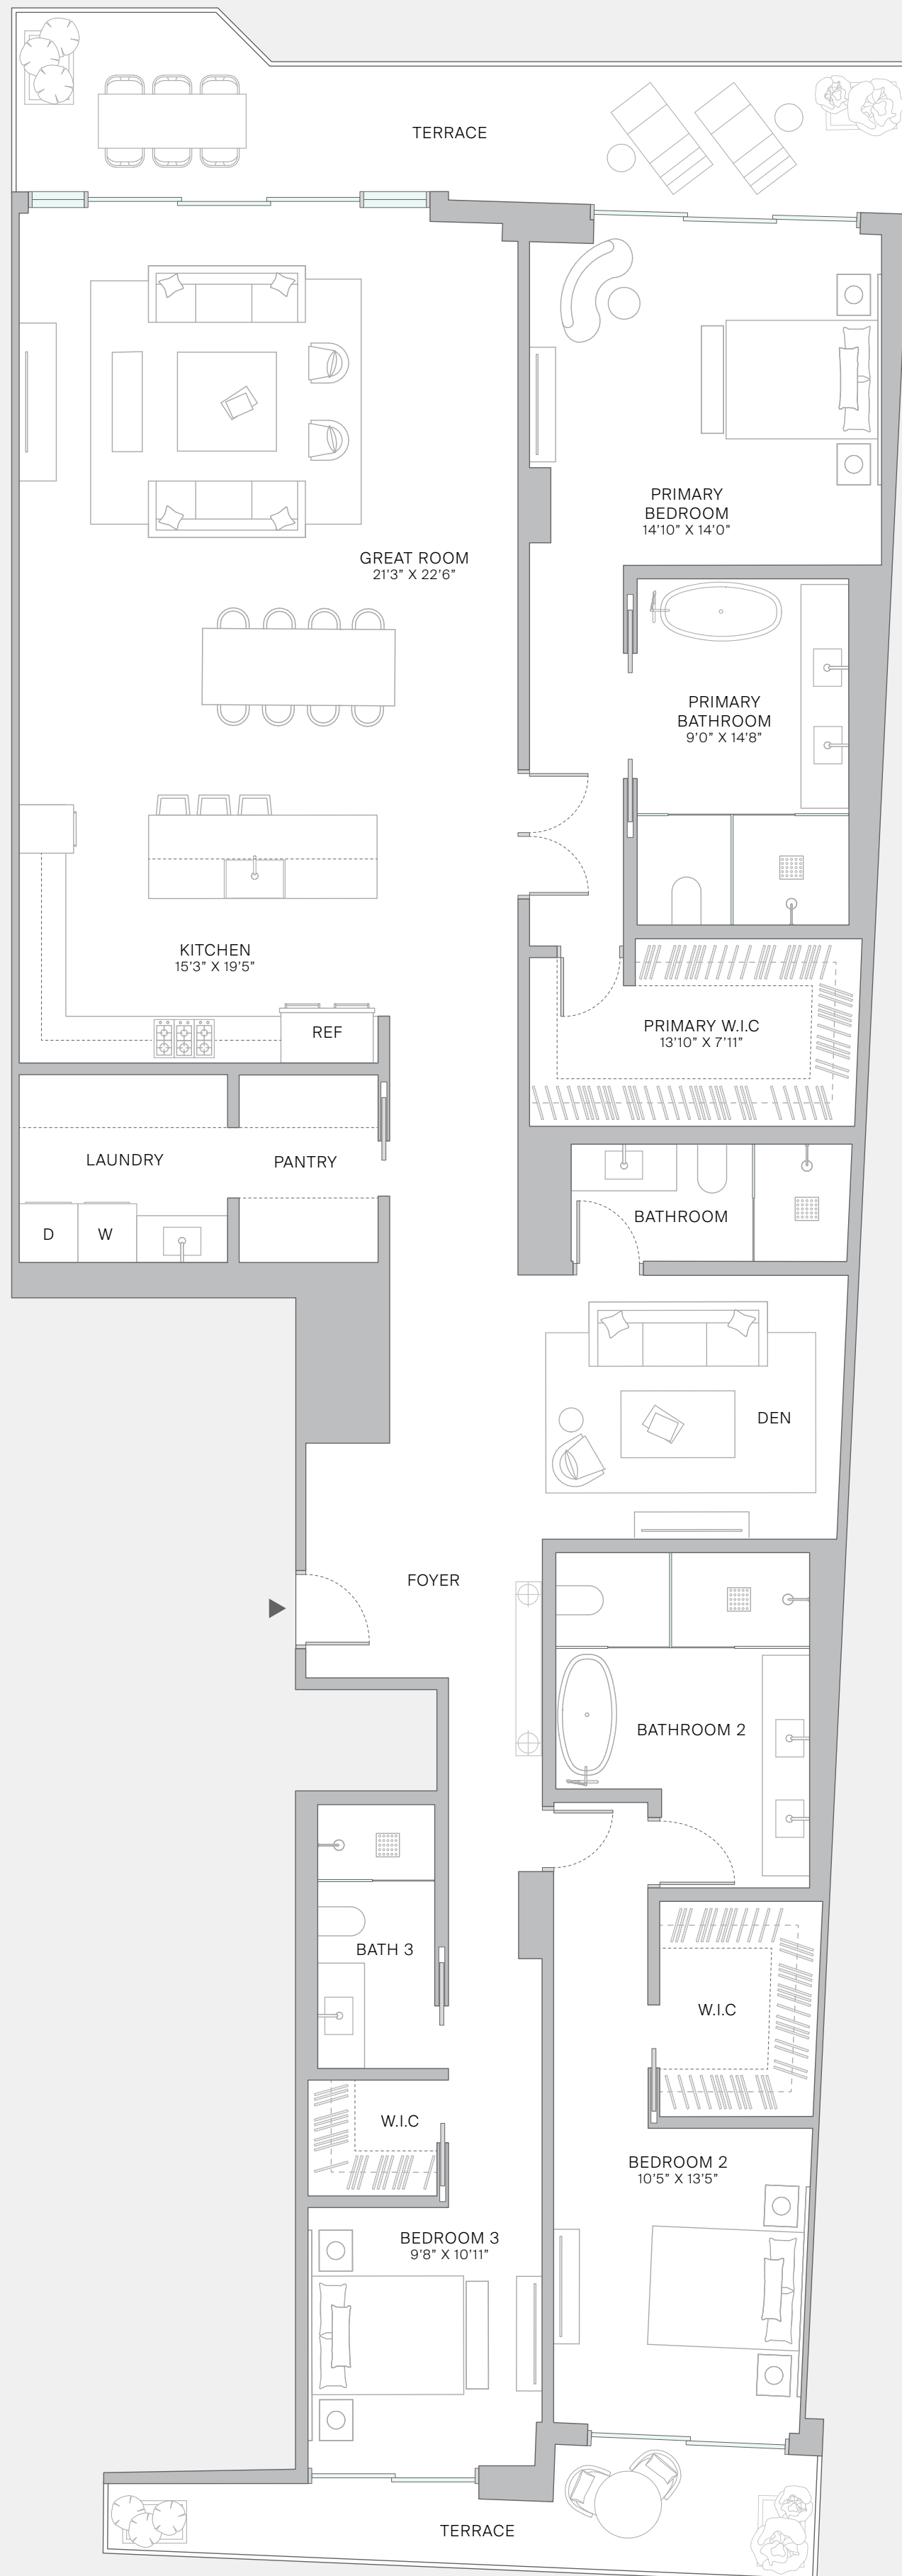 TERRACE
GREAT ROOM
21'3" X 22'6"
PRIMARY
BEDROOM
14'10" X 14'0"
PRIMARY
BATHROOM
9'0" X 14'8"
KITCHEN
15'3" X 19'5"
REF
PRIMARY W.I.C
13'10" X 7'11"
LAUNDRY
PANTRY
D
W
BATHROOM
DEN
FOYER
BATHROOM 2
BATH 3
W.I.C
W.I.C
BEDROOM 2
10'5" X 13'5"
BEDROOM 3
9'8" X 10'11"
TERRACE